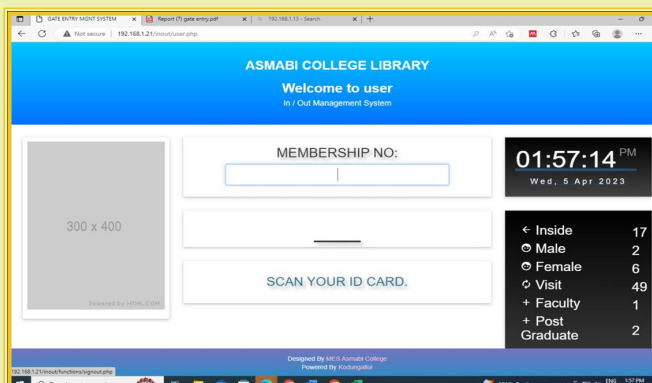 GATE ENTRY MGNT SYSTEM
Report (7) gate entry.pdf
192.168.1.13 - Search
Not secure | 192.168.1.21/inout/user.php
ASMABI COLLEGE LIBRARY
Welcome to user
In / Out Management System
MEMBERSHIP NO:
300 x 400
Powered by HTML.COM
SCAN YOUR ID CARD.
01:57:14 PM
Wed, 5 Apr 2023
Inside 17
Male 2
Female 6
Visit 49
+ Faculty 1
+ Post
Graduate 2
Designed By MES Asmabi College
Powered By Kodungallur
192.168.1.21/inout/functions/signout.php
ENG 1:57 PM